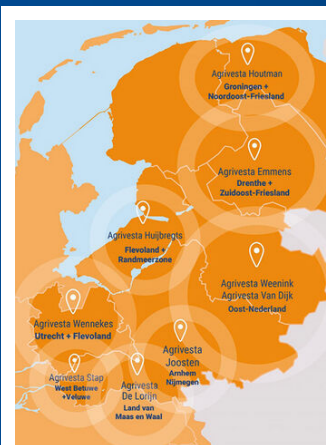 Agrivesta Houtman
Groningen +
Noordoost-Friesland
Agrivesta Emmens
Drenthe +
Zuidoost-Friesland
Agrivesta Huijbregts
Flevoland +
Randmeerzone
Agrivesta Weenink
Agrivesta Van Dijk
Oost-Nederland
Agrivesta Wennekes
Utrecht + Flevoland
Agrivesta
Joosten
Arnhem
Nijmegen
Agrivesta Stap
West Betuwe
+Veluwe
Agrivesta
De Lorijn
Land van
Maas en Waal